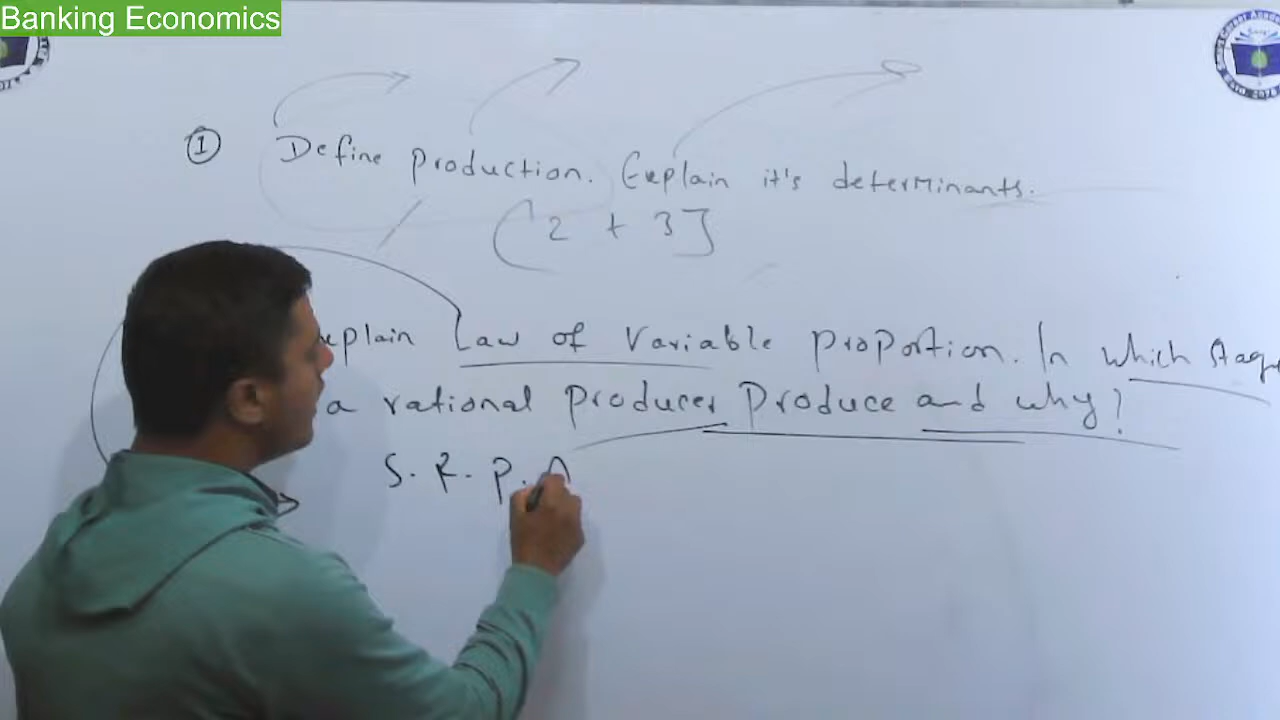 Banking Economics
① Define production. Explain it's determinants.
[2 + 3]
Law of Variable proportion. In which stage
a rational producer produce and why?
S. R. P.